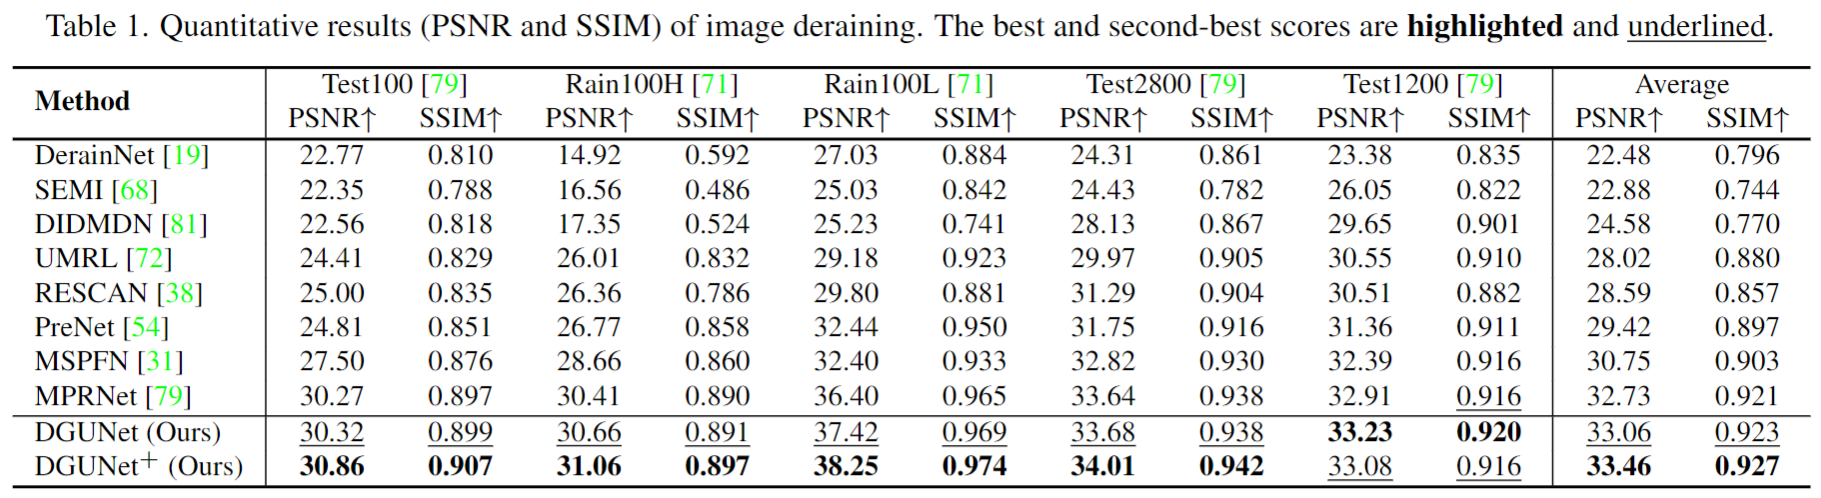 Table 1. Quantitative results (PSNR and SSIM) of image deraining. The best and second-best scores are highlighted and underlined.
Method Test100 [79] Rain100H [71] Rain100L [71] Test2800 [79] Test1200 [79] Average
PSNR↑ SSIM↑ PSNR↑ SSIM↑ PSNR↑ SSIM↑ PSNR↑ SSIM↑ PSNR↑ SSIM↑ PSNR↑ SSIM↑
DerainNet [19] 22.77 0.810 14.92 0.592 27.03 0.884 24.31 0.861 23.38 0.835 22.48 0.796
SEMI [68] 22.35 0.788 16.56 0.486 25.03 0.842 24.43 0.782 26.05 0.822 22.88 0.744
DIDMDN [81] 22.56 0.818 17.35 0.524 25.23 0.741 28.13 0.867 29.65 0.901 24.58 0.770
UMRL [72] 24.41 0.829 26.01 0.832 29.18 0.923 29.97 0.905 30.55 0.910 28.02 0.880
RESCAN [38] 25.00 0.835 26.36 0.786 29.80 0.881 31.29 0.904 30.51 0.882 28.59 0.857
PreNet [54] 24.81 0.851 26.77 0.858 32.44 0.950 31.75 0.916 31.36 0.911 29.42 0.897
MSPFN [31] 27.50 0.876 28.66 0.860 32.40 0.933 32.82 0.930 32.39 0.916 30.75 0.903
MPRNet [79] 30.27 0.897 30.41 0.890 36.40 0.965 33.64 0.938 32.91 0.916 32.73 0.921
DGUNet (Ours) 30.32 0.899 30.66 0.891 37.42 0.969 33.68 0.938 33.23 0.920 33.06 0.923
DGUNet+ (Ours) 30.86 0.907 31.06 0.897 38.25 0.974 34.01 0.942 33.08 0.916 33.46 0.927